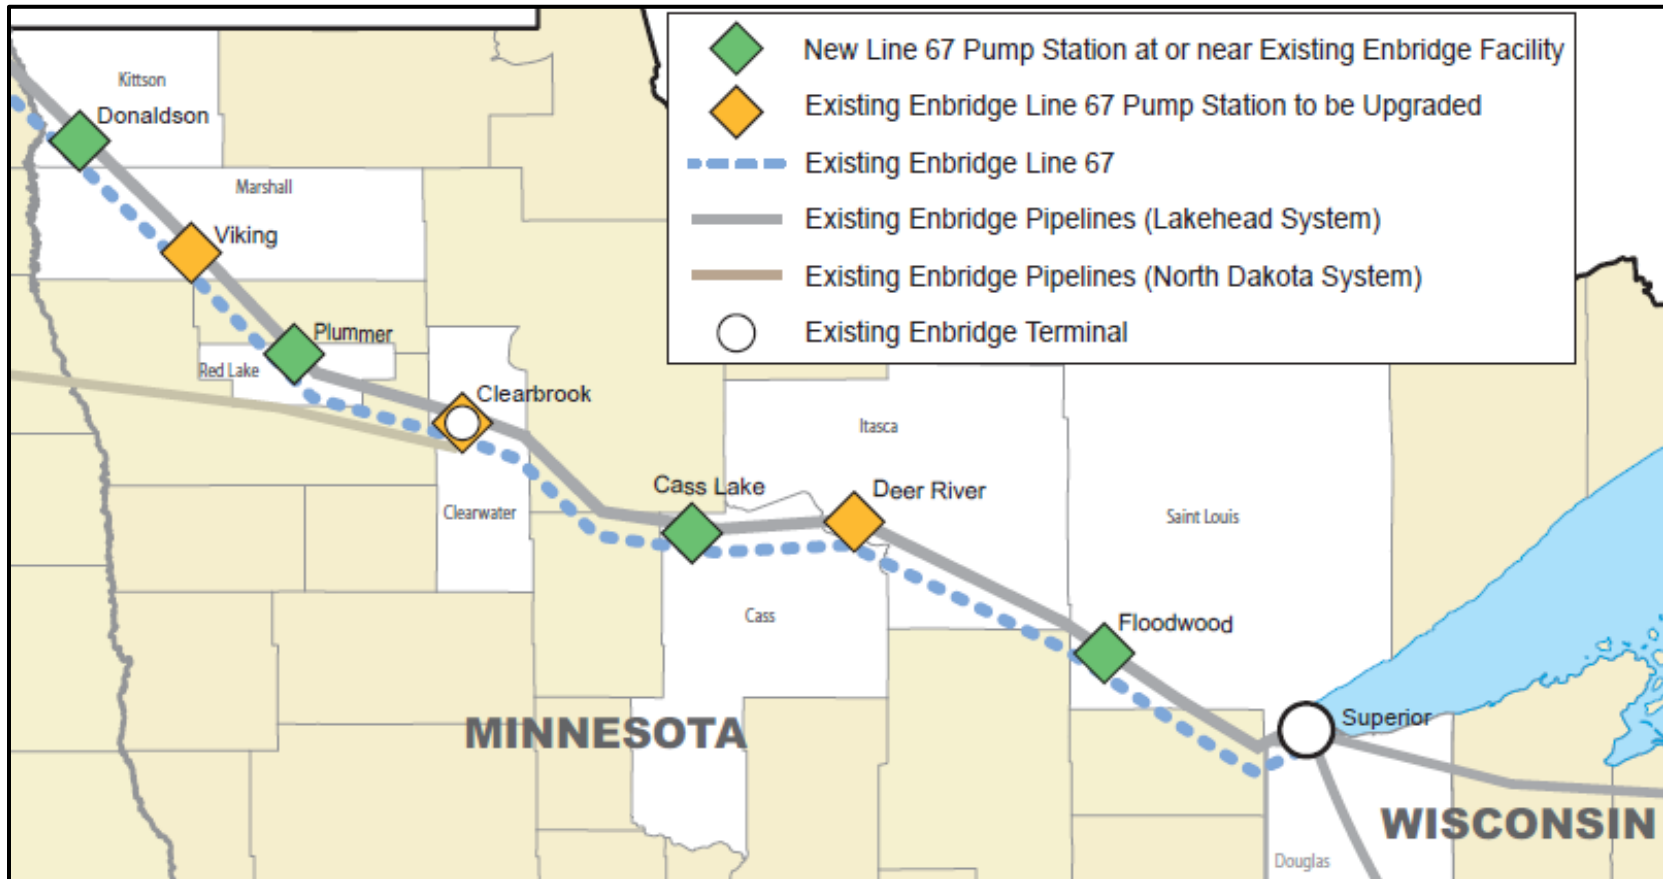 New Line 67 Pump Station at or near Existing Enbridge Facility
Existing Enbridge Line 67 Pump Station to be Upgraded
Existing Enbridge Line 67
Existing Enbridge Pipelines (Lakehead System)
Existing Enbridge Pipelines (North Dakota System)
Existing Enbridge Terminal
Kittson
Donaldson
Marshall
Viking
Plummer
Red Lake
Clearbrook
Itasca
Cass Lake
Deer River
Clearwater
Saint Louis
Cass
Floodwood
MINNESOTA
Superior
WISCONSIN
Douglas